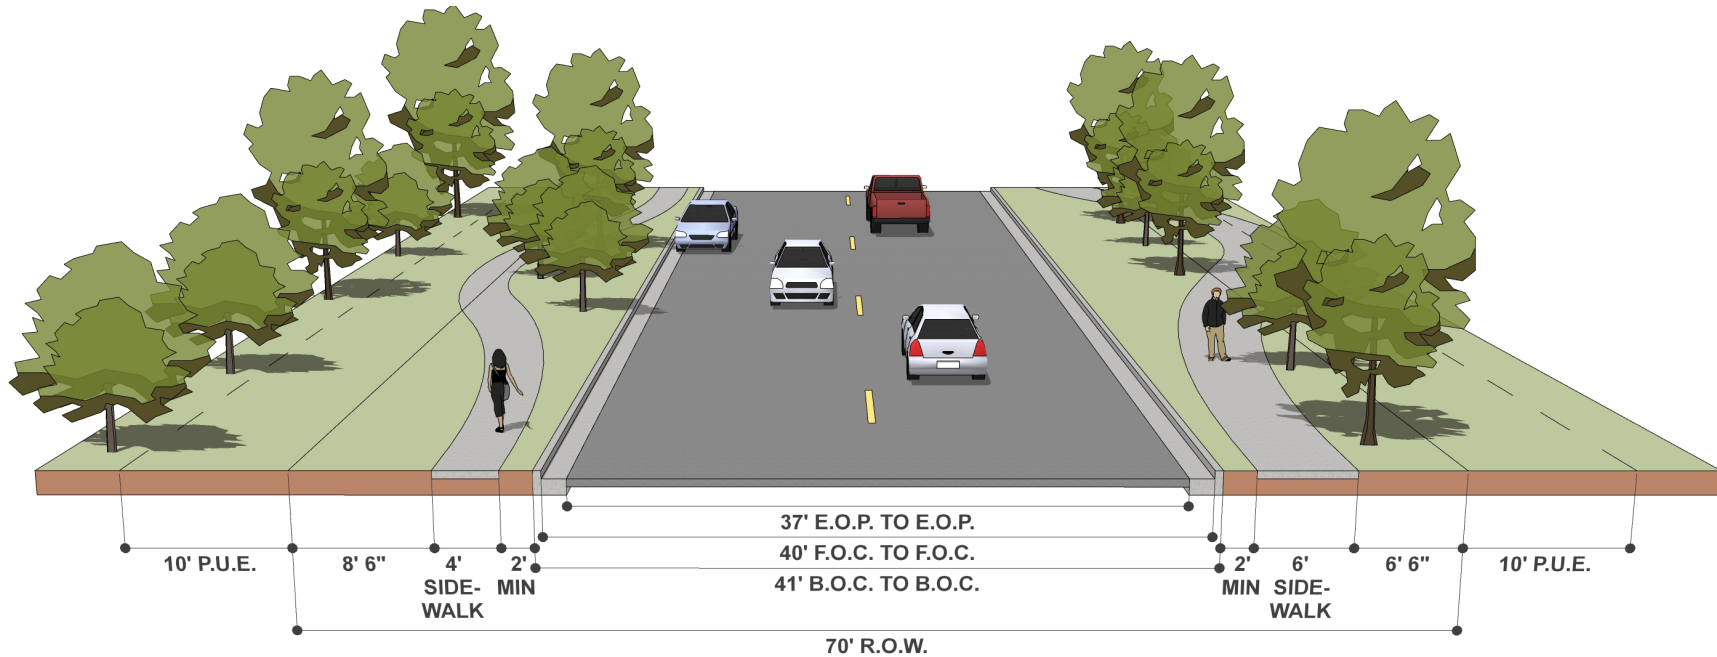 37' E.O.P. TO E.O.P.
40' F.O.C. TO F.O.C.
41' B.O.C. TO B.O.C.
10' P.U.E.
8' 6"
4'
SIDE-
WALK
2'
MIN
2'
MIN
6'
SIDE-
WALK
6' 6"
10' P.U.E.
70' R.O.W.